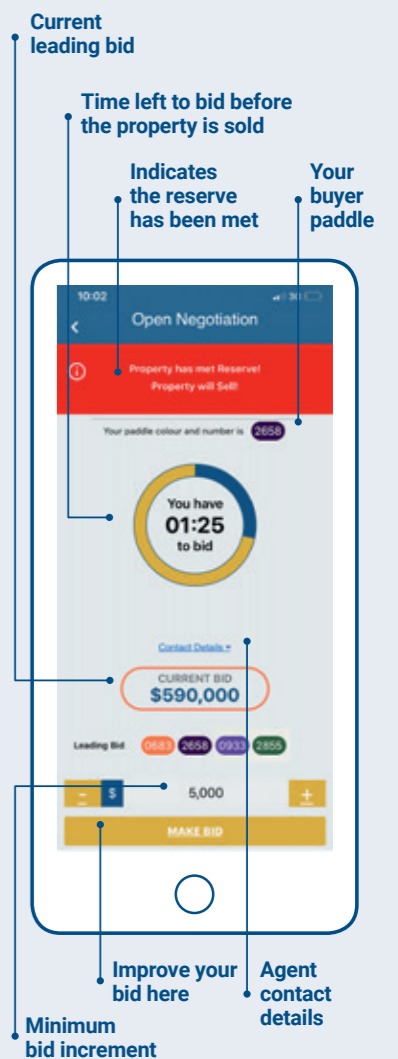 Current
leading bid
Time left to bid before
the property is sold
Indicates
the reserve
has been met
Your
buyer
paddle
10:02
3G
Open Negotiation
Property has met Reserve!
Property will Sell!
Your paddle colour and number is 2658
You have
01:25
to bid
Contact Details
CURRENT BID
$590,000
Leading Bid 0683 2658 0933 2855
- $ 5,000 +
MAKE BID
Improve your
bid here
Agent
contact
details
Minimum
bid increment